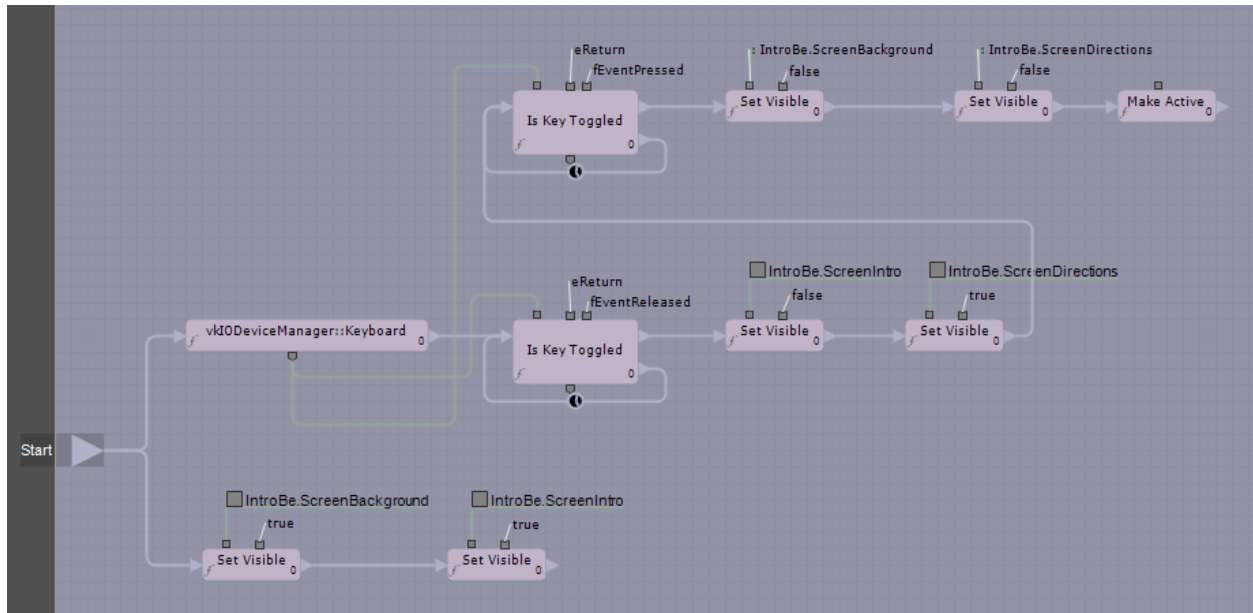 eReturn
fEventPressed
: IntroBe.ScreenBackground
false
: IntroBe.ScreenDirections
false
Is Key Toggled
0
Set Visible
0
Set Visible
0
Make Active
0
eReturn
fEventReleased
IntroBe.ScreenIntro
false
IntroBe.ScreenDirections
true
vkIODeviceManager::Keyboard
0
Is Key Toggled
0
Set Visible
0
Set Visible
0
Start
IntroBe.ScreenBackground
true
IntroBe.ScreenIntro
true
Set Visible
0
Set Visible
0